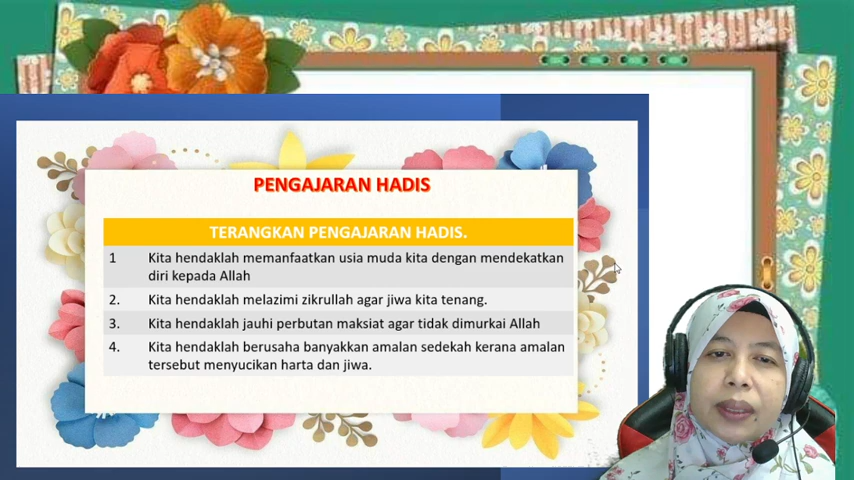 PENGAJARAN HADIS
TERANGKAN PENGAJARAN HADIS.
1 Kita hendaklah memanfaatkan usia muda kita dengan mendekatkan
diri kepada Allah
2. Kita hendaklah melazimi zikrullah agar jiwa kita tenang.
3. Kita hendaklah jauhi perbutan maksiat agar tidak dimurkai Allah
4. Kita hendaklah berusaha banyakkan amalan sedekah kerana amalan
tersebut menyucikan harta dan jiwa.